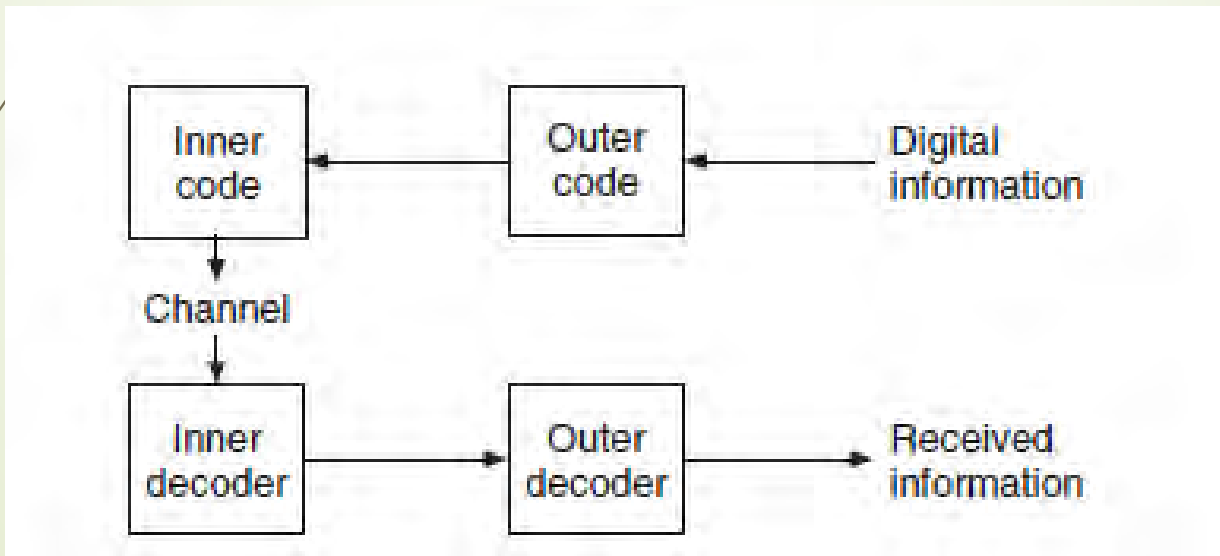 Inner
code
Outer
code
Digital
information
Channel
Inner
decoder
Outer
decoder
Received
information